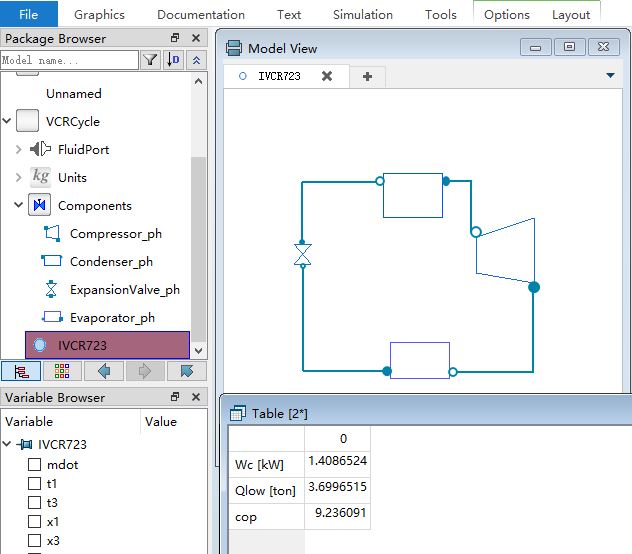 File Graphics Documentation Text Simulation Tools Options Layout
Package Browser
Model name...
Unnamed
VCRCycle
FluidPort
kg Units
Components
Compressor_ph
Condenser_ph
ExpansionValve_ph
Evaporator_ph
IVCR723
Variable Browser
Variable Value
IVCR723
mdot
t1
t3
x1
x3
Model View
IVCR723
Table [2*]
0
Wc [kW] 1.4086524
Qlow [ton] 3.6996515
cop 9.236091